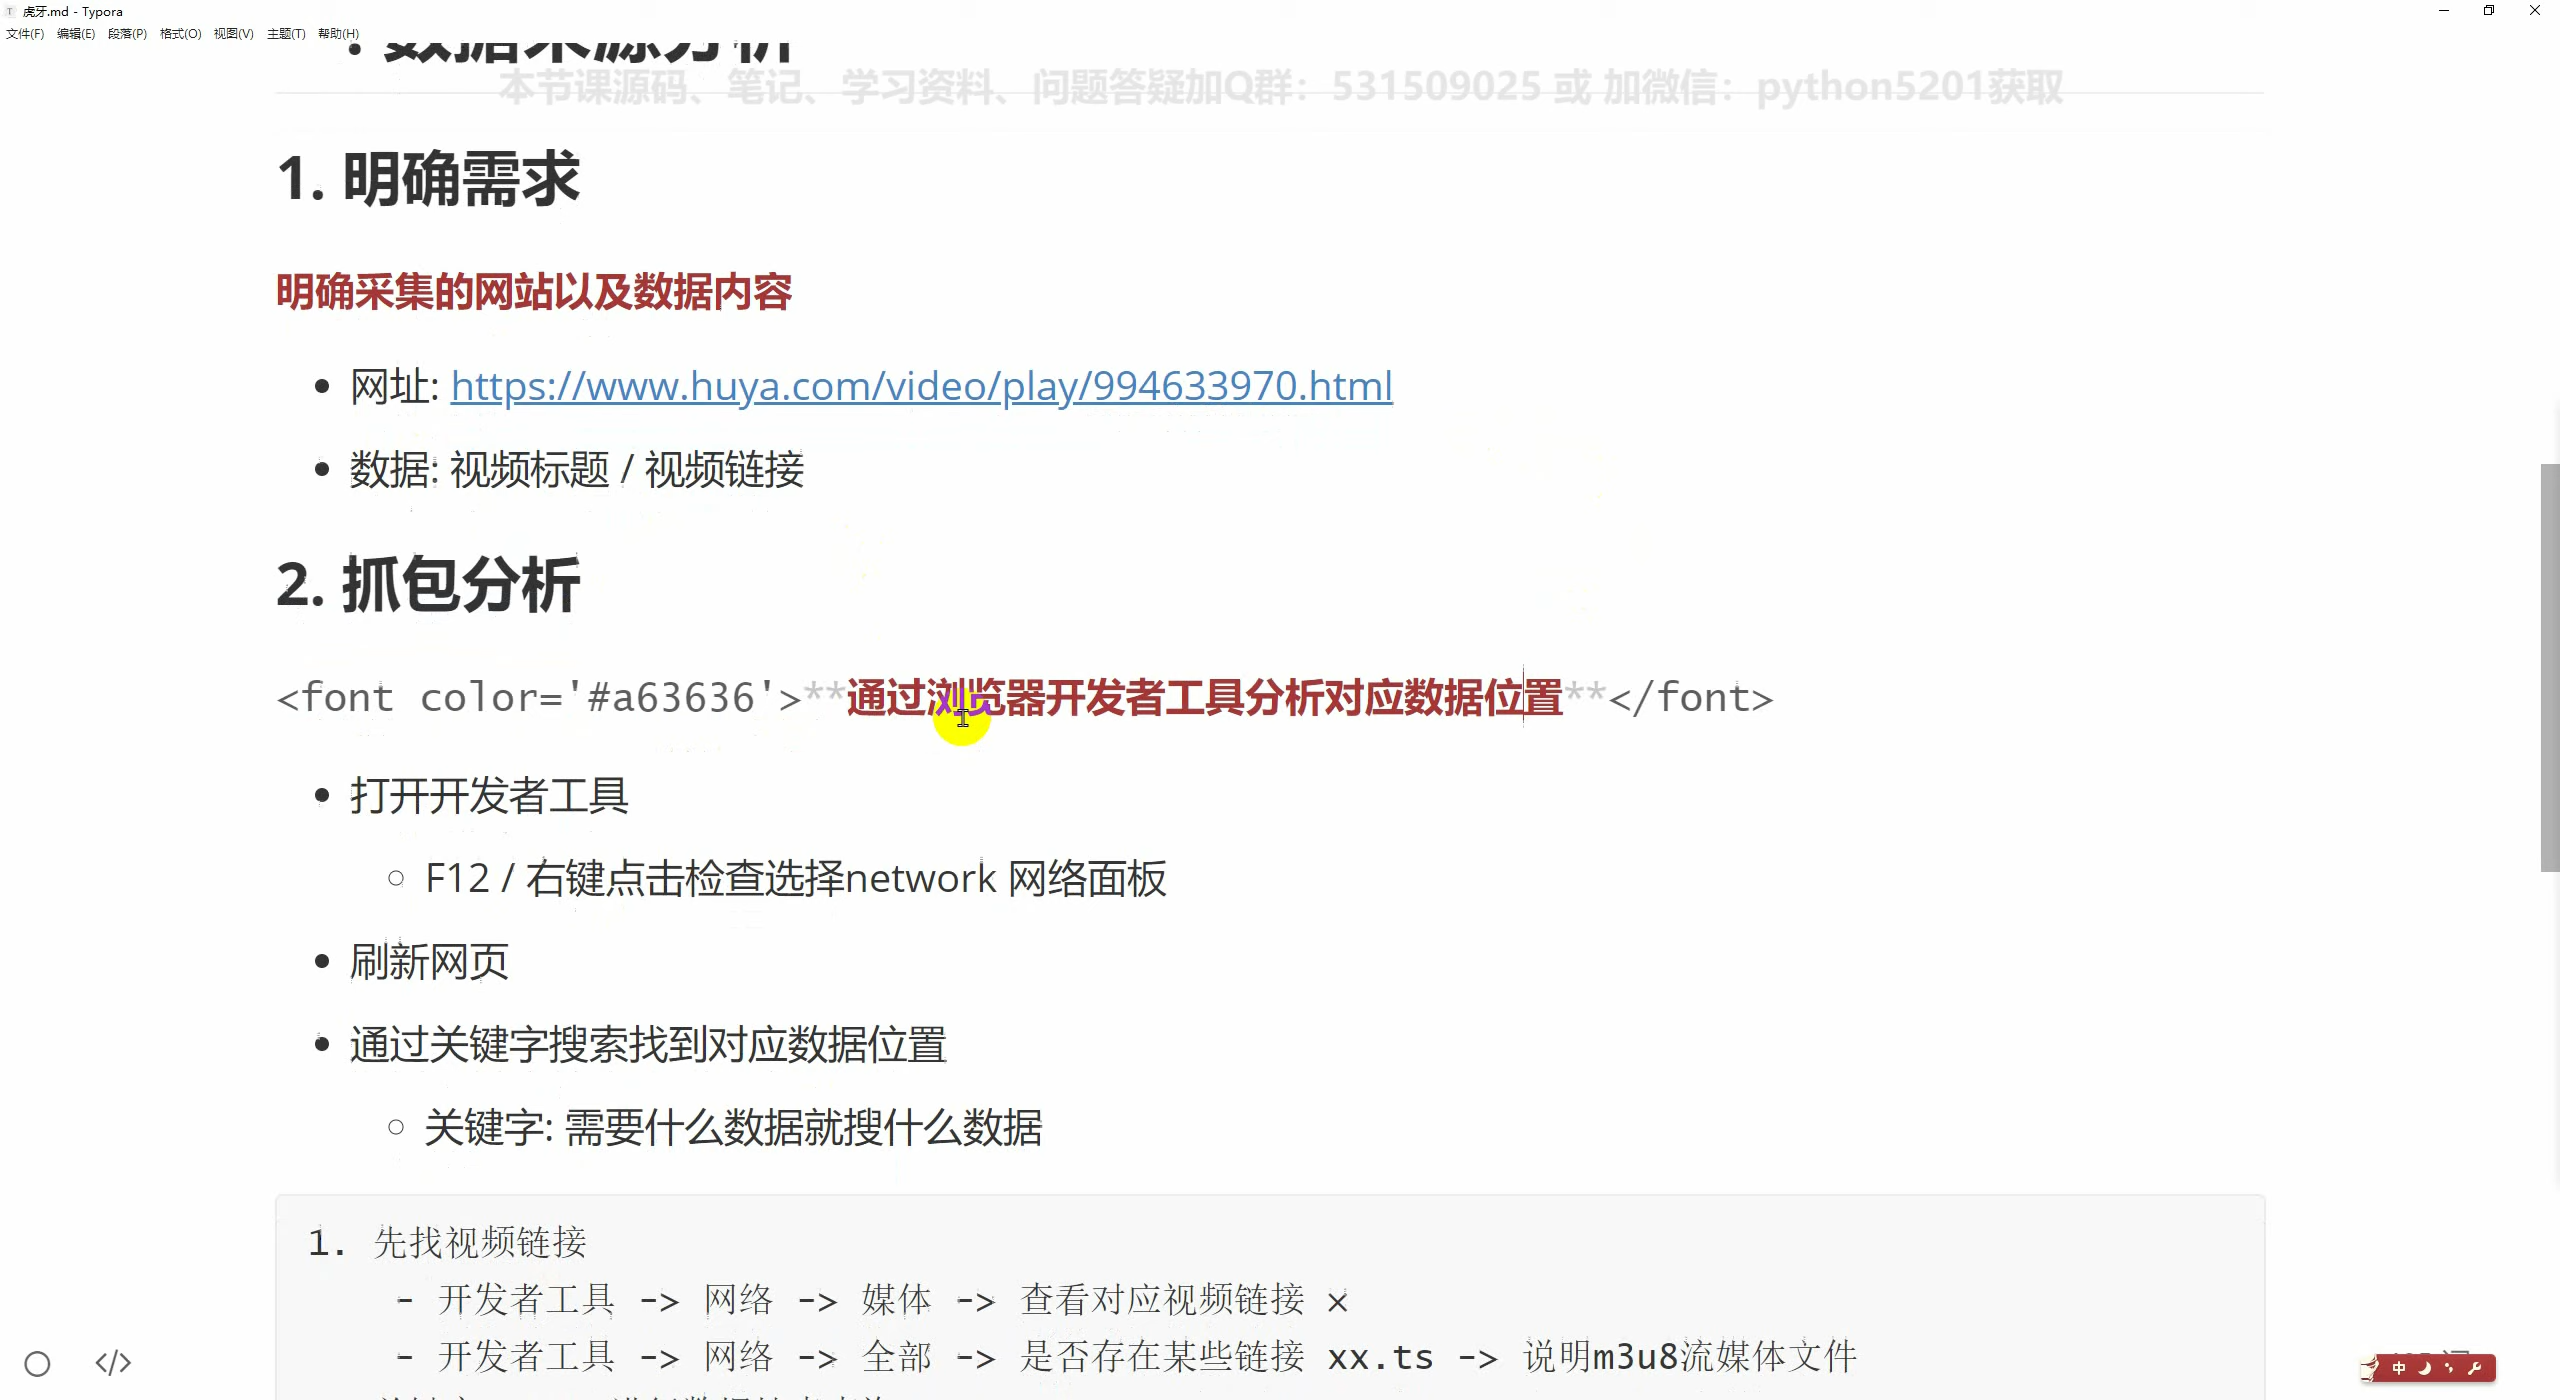 虎牙.md - Typora
文件(F) 编辑(E) 段落(P) 格式(O) 视图(V) 主题(T) 帮助(H)
数据来源分析
本节课源码、笔记、学习资料、问题答疑加Q群：531509025 或 加微信：python5201获取
1. 明确需求
明确采集的网站以及数据内容
网址: https://www.huya.com/video/play/994633970.html
数据: 视频标题 / 视频链接
2. 抓包分析
<font color='#a63636'>**通过浏览器开发者工具分析对应数据位置**</font>
打开开发者工具
F12 / 右键点击检查选择network 网络面板
刷新网页
通过关键字搜索找到对应数据位置
关键字: 需要什么数据就搜什么数据
1. 先找视频链接
- 开发者工具 -> 网络 -> 媒体 -> 查看对应视频链接 ×
- 开发者工具 -> 网络 -> 全部 -> 是否存在某些链接 xx.ts -> 说明m3u8流媒体文件
中